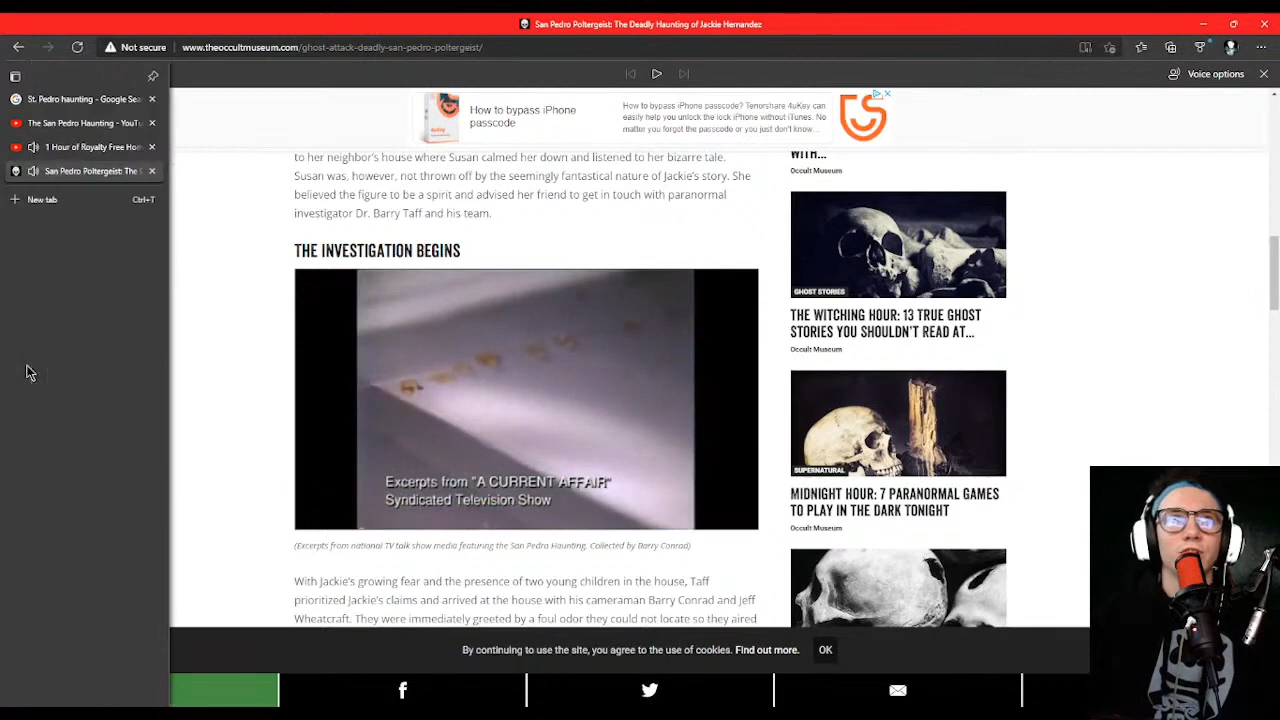 San Pedro Poltergeist: The Deadly Haunting of Jackie Hernandez
Not secure
www.theoccultmuseum.com/ghost-attack-deadly-san-pedro-poltergeist/
Voice options
St. Pedro haunting - Google Sea
The San Pedro Haunting - YouTu
1 Hour of Royalty Free Hor
San Pedro Poltergeist: The
New tab
Ctrl+T
How to bypass iPhone
passcode
How to bypass iPhone passcode? Tenorshare 4uKey can
easily help you unlock the lock iPhone without iTunes. No
matter you forgot the passcode or you just don't know...
to her neighbor's house where Susan calmed her down and listened to her bizarre tale.
Susan was, however, not thrown off by the seemingly fantastical nature of Jackie's story. She
believed the figure to be a spirit and advised her friend to get in touch with paranormal
investigator Dr. Barry Taff and his team.
THE INVESTIGATION BEGINS
Excerpts from "A CURRENT AFFAIR"
Syndicated Television Show
(Excerpts from national TV talk show media featuring the San Pedro Haunting. Collected by Barry Conrad)
With Jackie's growing fear and the presence of two young children in the house, Taff
prioritized Jackie's claims and arrived at the house with his cameraman Barry Conrad and Jeff
Wheatcraft. They were immediately greeted by a foul odor they could not locate so they aired
WITH...
Occult Museum
GHOST STORIES
THE WITCHING HOUR: 13 TRUE GHOST
STORIES YOU SHOULDN'T READ AT...
Occult Museum
SUPERNATURAL
MIDNIGHT HOUR: 7 PARANORMAL GAMES
TO PLAY IN THE DARK TONIGHT
Occult Museum
By continuing to use the site, you agree to the use of cookies. Find out more.
OK